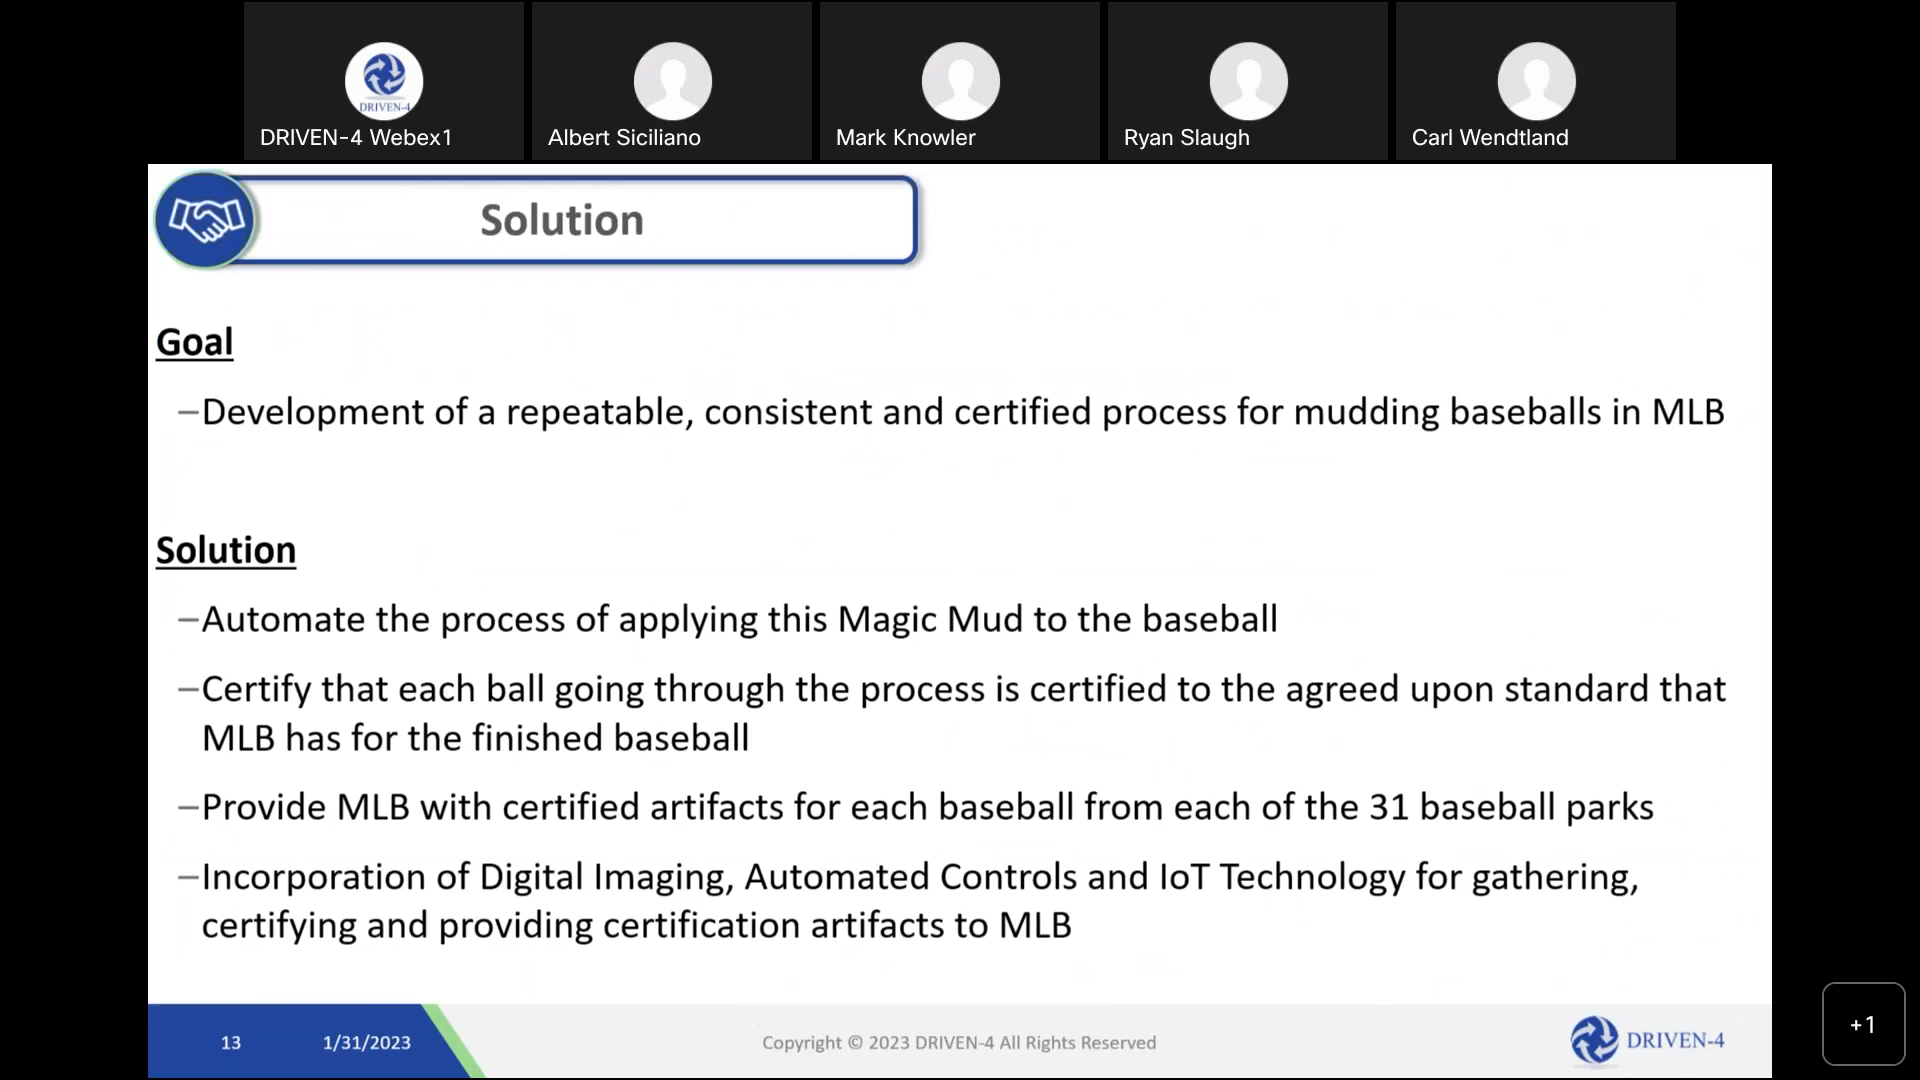 DRIVEN-4
DRIVEN-4 Webex1
Albert Siciliano
Mark Knowler
Ryan Slaugh
Carl Wendtland
Solution
Goal
–Development of a repeatable, consistent and certified process for mudding baseballs in MLB
Solution
–Automate the process of applying this Magic Mud to the baseball
–Certify that each ball going through the process is certified to the agreed upon standard that
MLB has for the finished baseball
–Provide MLB with certified artifacts for each baseball from each of the 31 baseball parks
–Incorporation of Digital Imaging, Automated Controls and IoT Technology for gathering,
certifying and providing certification artifacts to MLB
13
1/31/2023
Copyright © 2023 DRIVEN-4 All Rights Reserved
DRIVEN-4
+1